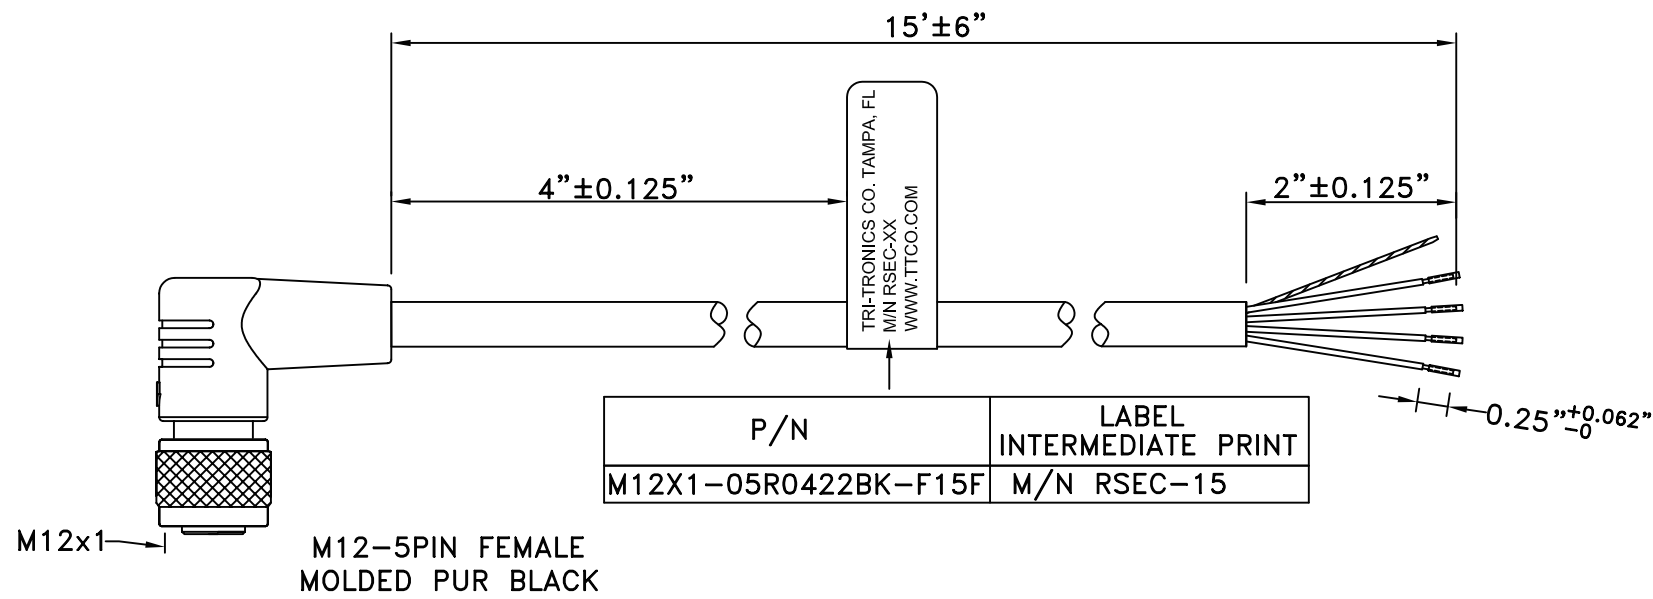 15'±6”
4”±0.125”
2”±0.125”
TRI-TRONICS CO. TAMPA, FL
M/N RSEC-XX
WWW.TTCO.COM
0.25”+0.062”
-0
P/N
LABEL
INTERMEDIATE PRINT
M12X1-05R0422BK-F15F
M/N RSEC-15
M12x1
M12-5PIN FEMALE
MOLDED PUR BLACK